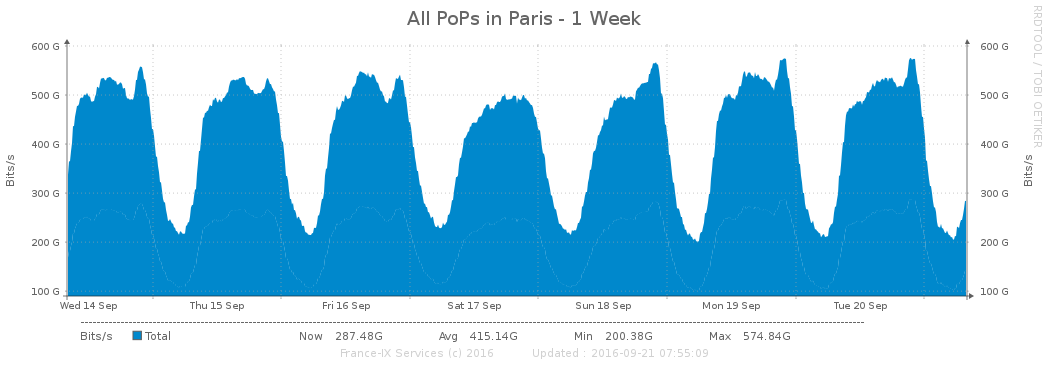 All PoPs in Paris - 1 Week
RRDTOOL / TOBI OETIKER
600 G 600 G
500 G 500 G
400 G 400 G
300 G 300 G
200 G 200 G
100 G 100 G
Bits/s
Bits/s
Wed 14 Sep Thu 15 Sep Fri 16 Sep Sat 17 Sep Sun 18 Sep Mon 19 Sep Tue 20 Sep
Bits/s Total Now 287.48G Avg 415.14G Min 200.38G Max 574.84G
France-IX Services (c) 2016 Updated : 2016-09-21 07:55:09